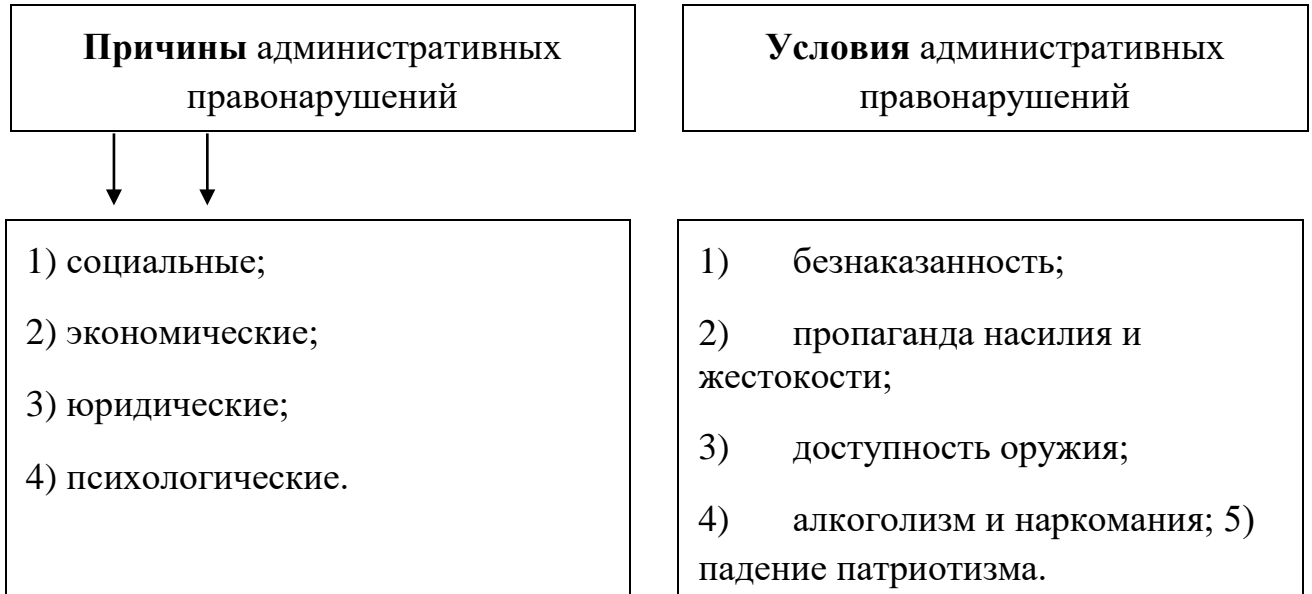 Причины административных
правонарушений
Условия административных
правонарушений
1) социальные;
2) экономические;
3) юридические;
4) психологические.
1) безнаказанность;
2) пропаганда насилия и
жестокости;
3) доступность оружия;
4) алкоголизм и наркомания; 5)
падение патриотизма.